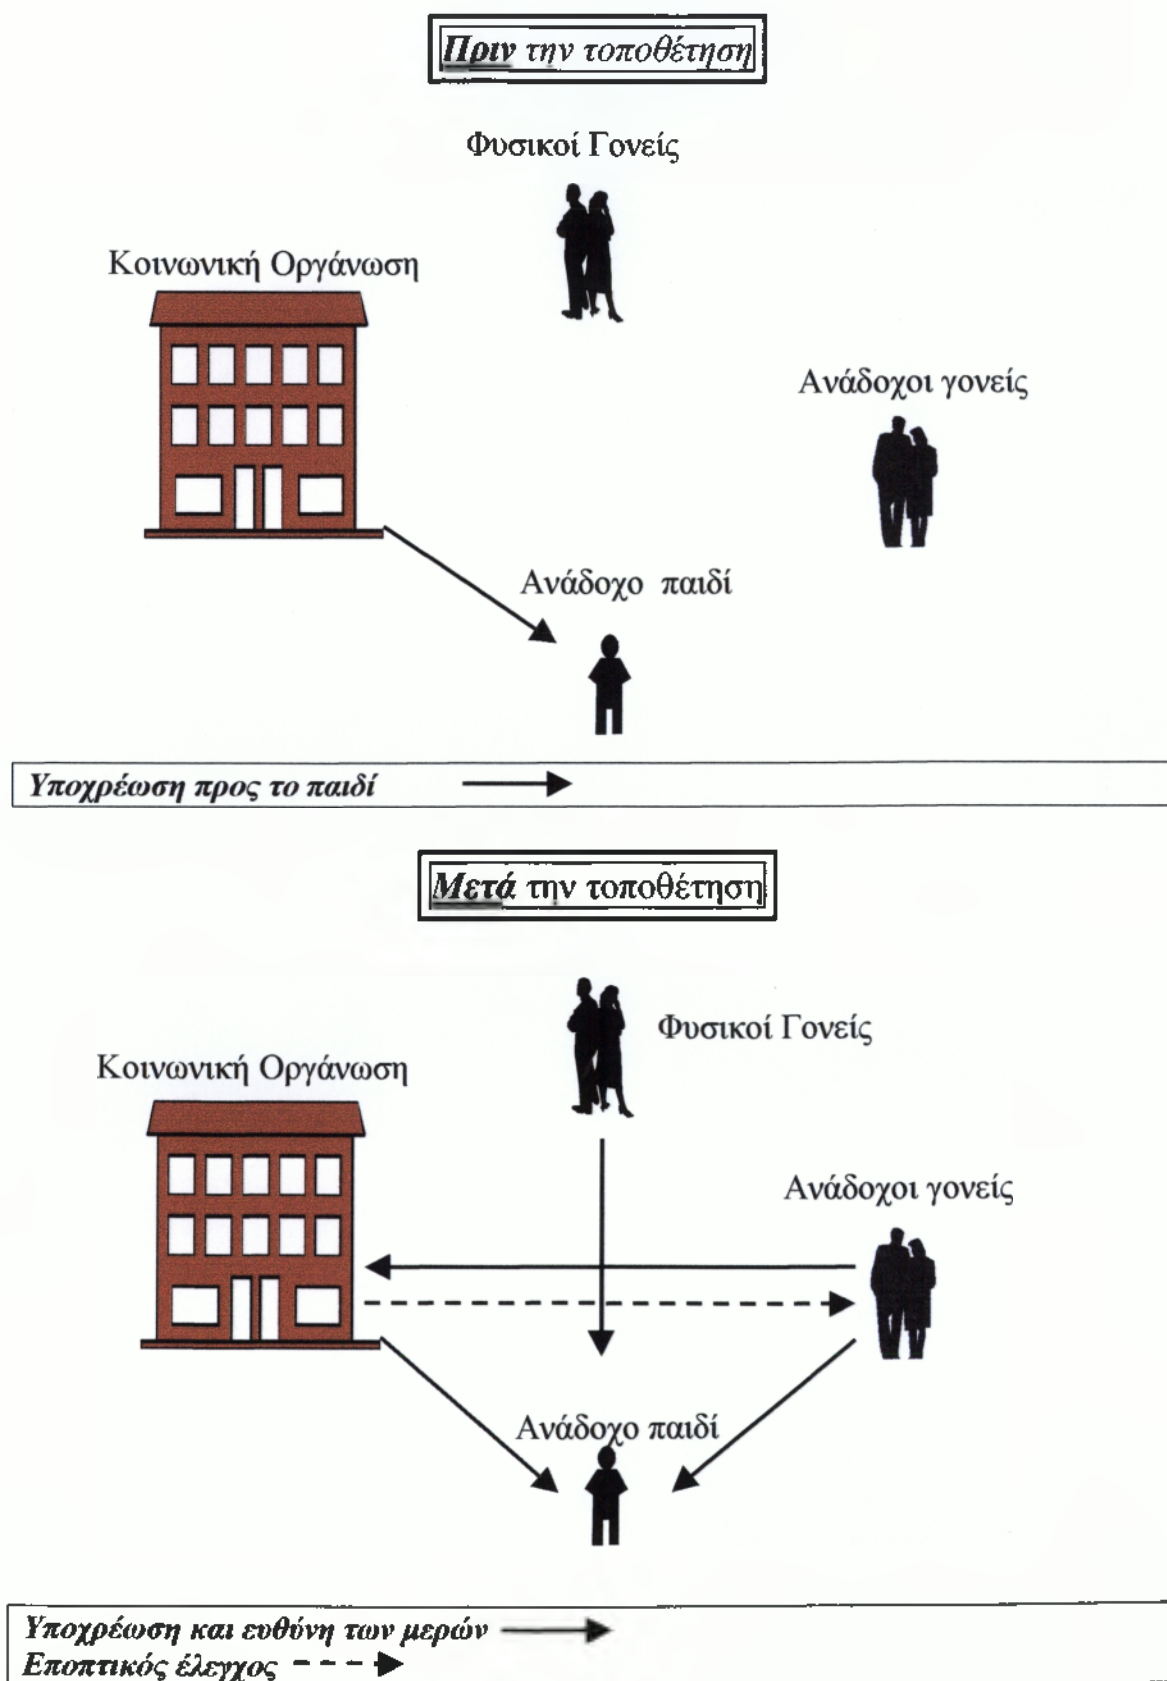 Πριν την τοποθέτηση
Φυσικοί Γονείς
Κοινωνική Οργάνωση
Ανάδοχοι γονείς
Ανάδοχο παιδί
Υποχρέωση προς το παιδί
Μετά την τοποθέτηση
Φυσικοί Γονείς
Κοινωνική Οργάνωση
Ανάδοχοι γονείς
Ανάδοχο παιδί
Υποχρέωση και ευθύνη των μερών
Εποπτικός έλεγχος